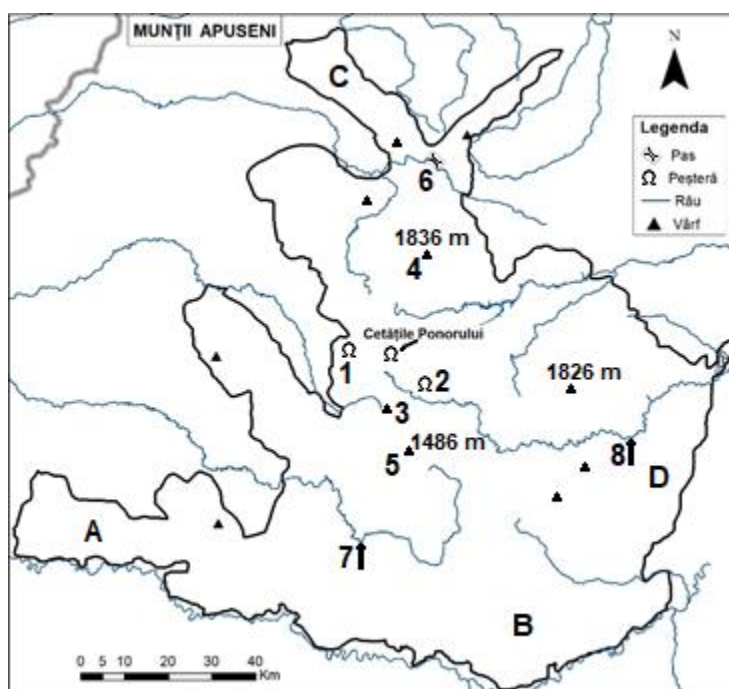 MUNȚII APUSENI
C
N
Legenda
Pas
Peșteră
Râu
Vârf
6
1836 m
4
Cetățile Ponorului
1
2
1826 m
3
1486 m
5
8
D
A
7
B
0 5 10 20 30 40
Km